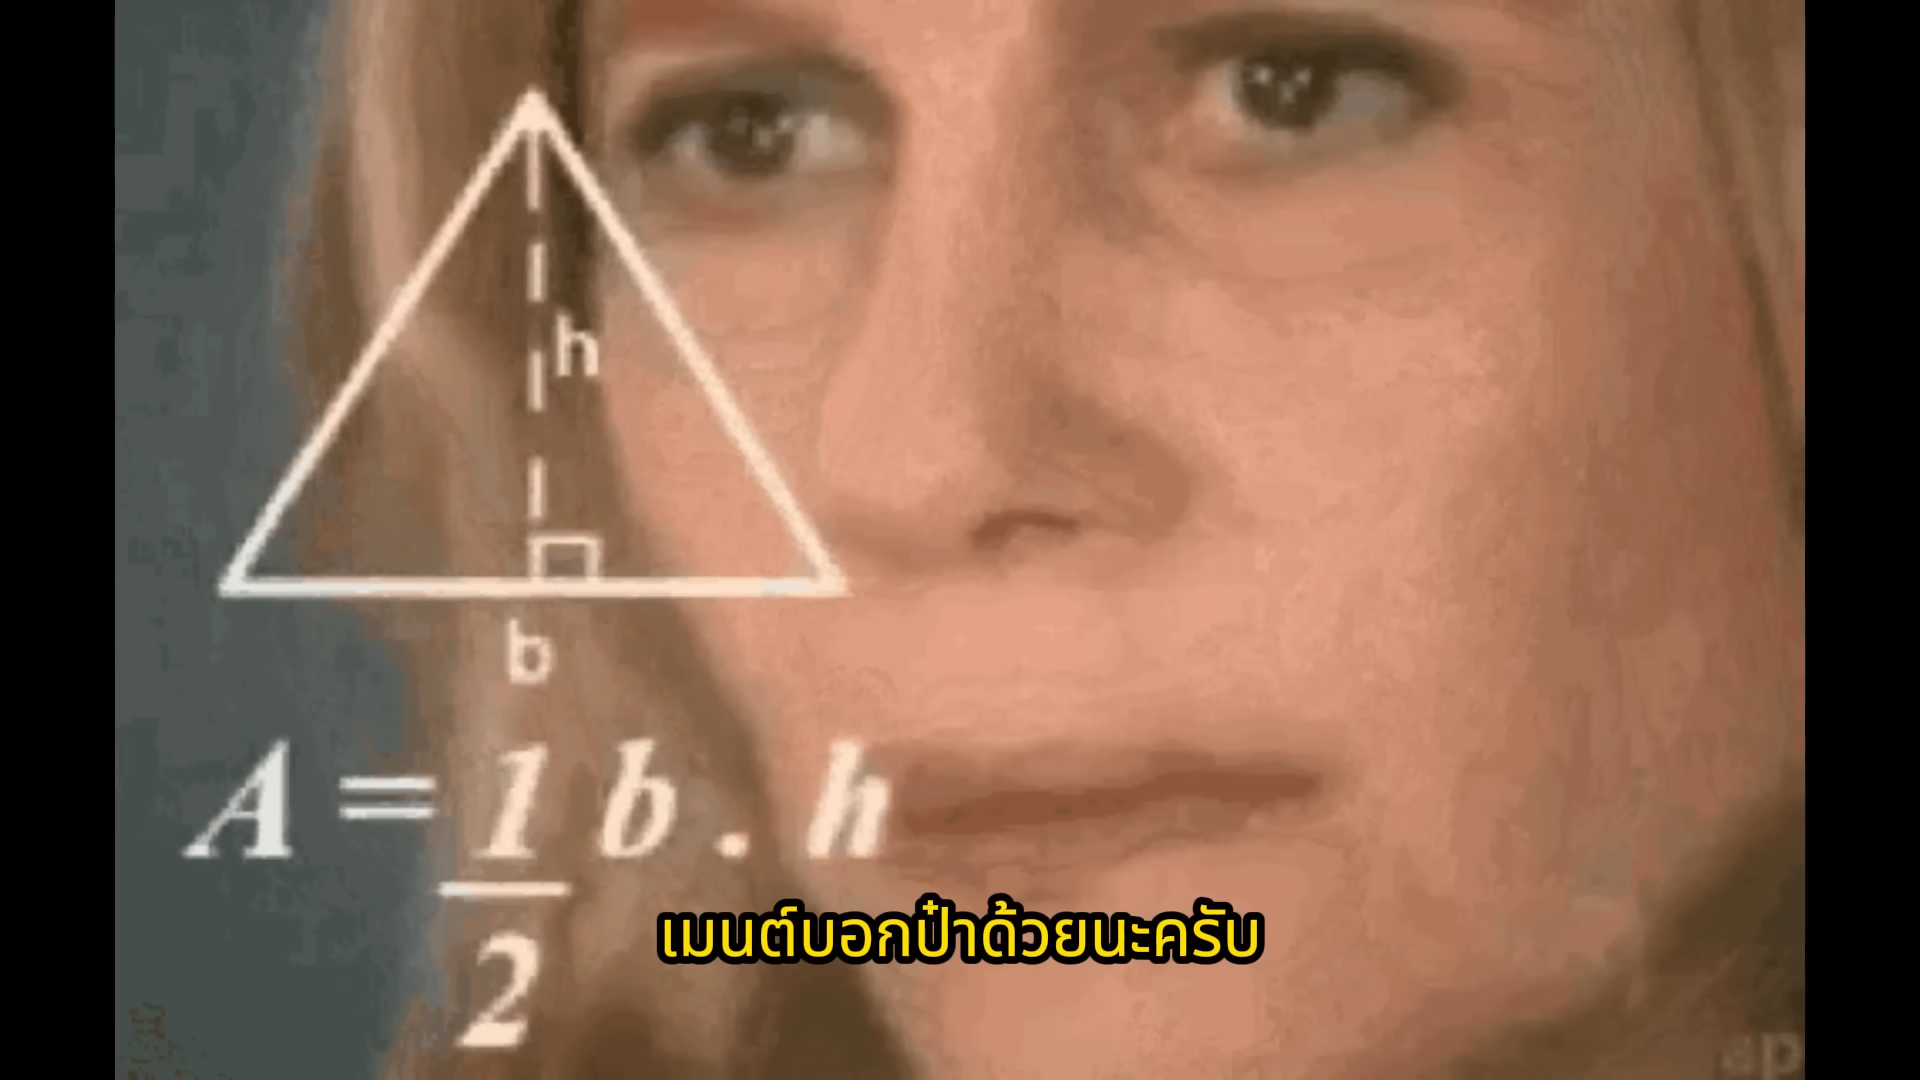 h
b
A = 1/2 b . h
เมนต์บอกป๋าด้วยนะครับ